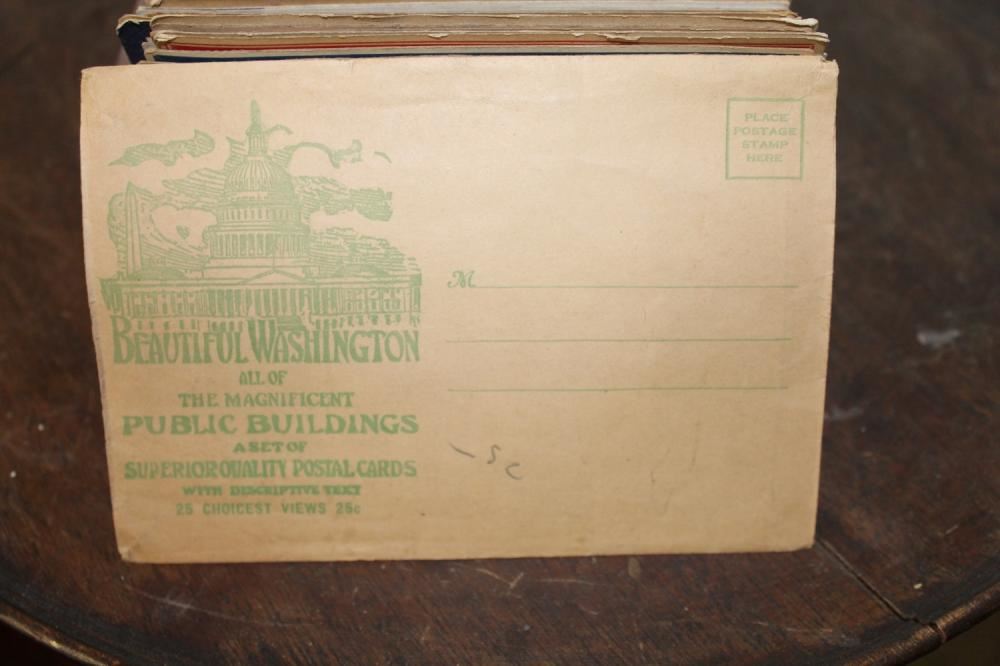 BEAUTIFUL WASHINGTON
ALL OF
THE MAGNIFICENT
PUBLIC BUILDINGS
A SET OF
SUPERIOR QUALITY POSTAL CARDS
WITH DESCRIPTIVE TEXT
25 CHOICEST VIEWS 25c
PLACE
POSTAGE
STAMP
HERE
M